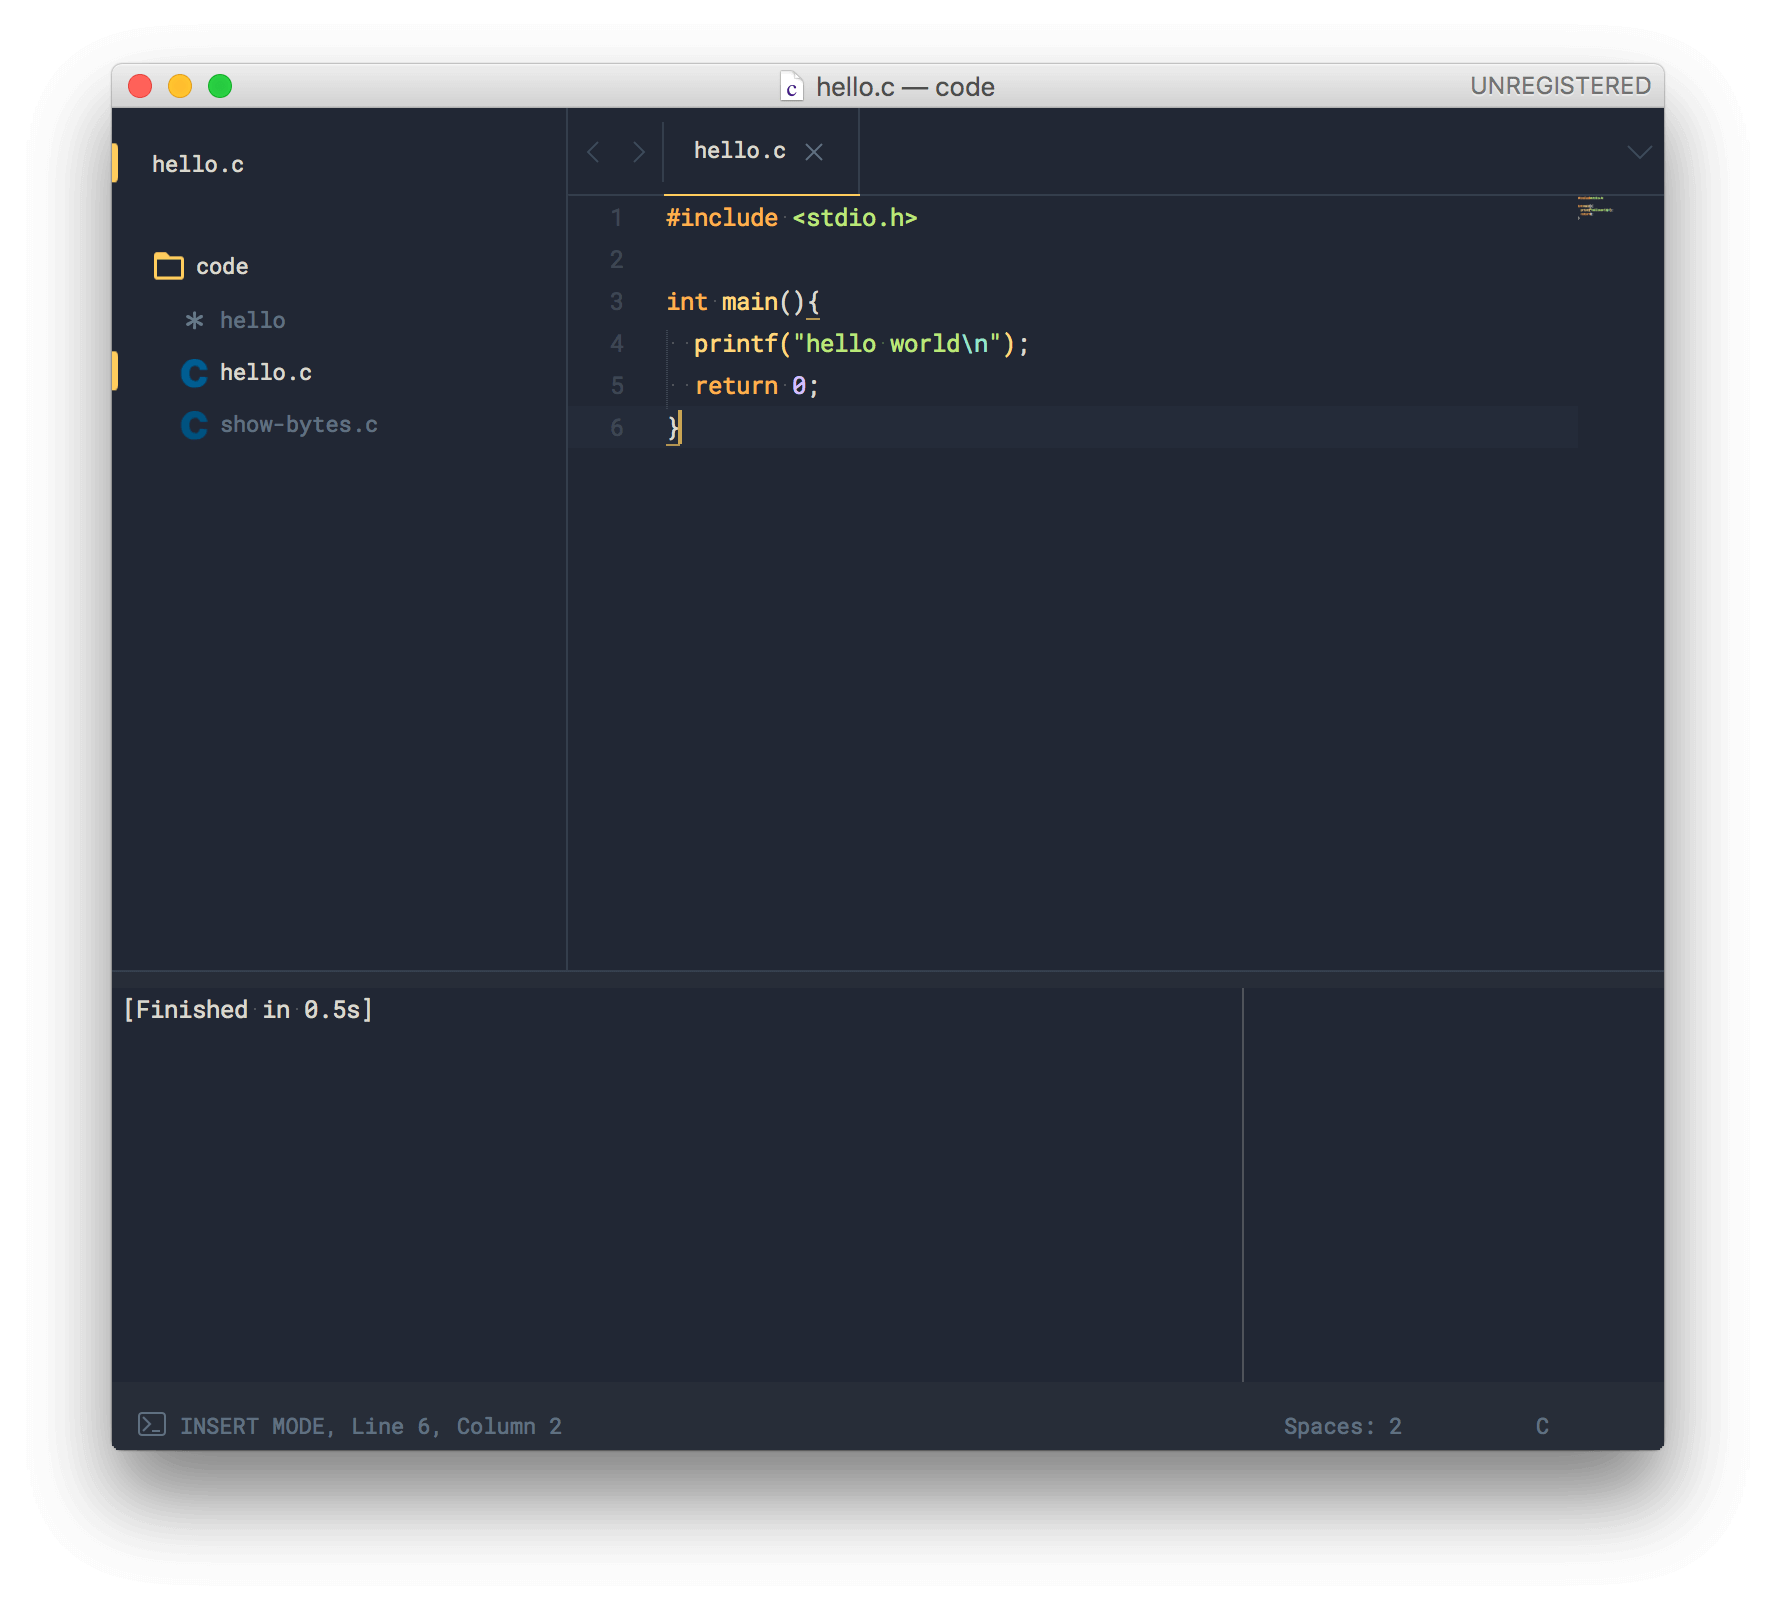 hello.c — code
UNREGISTERED
hello.c
code
* hello
C hello.c
C show-bytes.c
hello.c
1 #include <stdio.h>
2
3 int main(){
4   printf("hello world\n");
5   return 0;
6 }
[Finished in 0.5s]
INSERT MODE, Line 6, Column 2
Spaces: 2
C